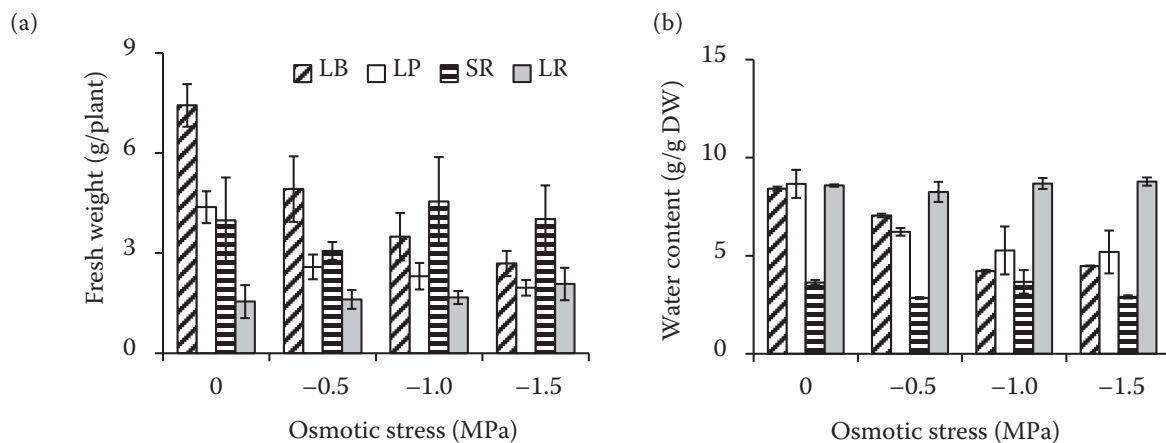 (a)
Fresh weight (g/plant)
9
6
3
0
LB LP SR LR
0 –0.5 –1.0 –1.5
Osmotic stress (MPa)
(b)
Water content (g/g DW)
15
10
5
0
0 –0.5 –1.0 –1.5
Osmotic stress (MPa)